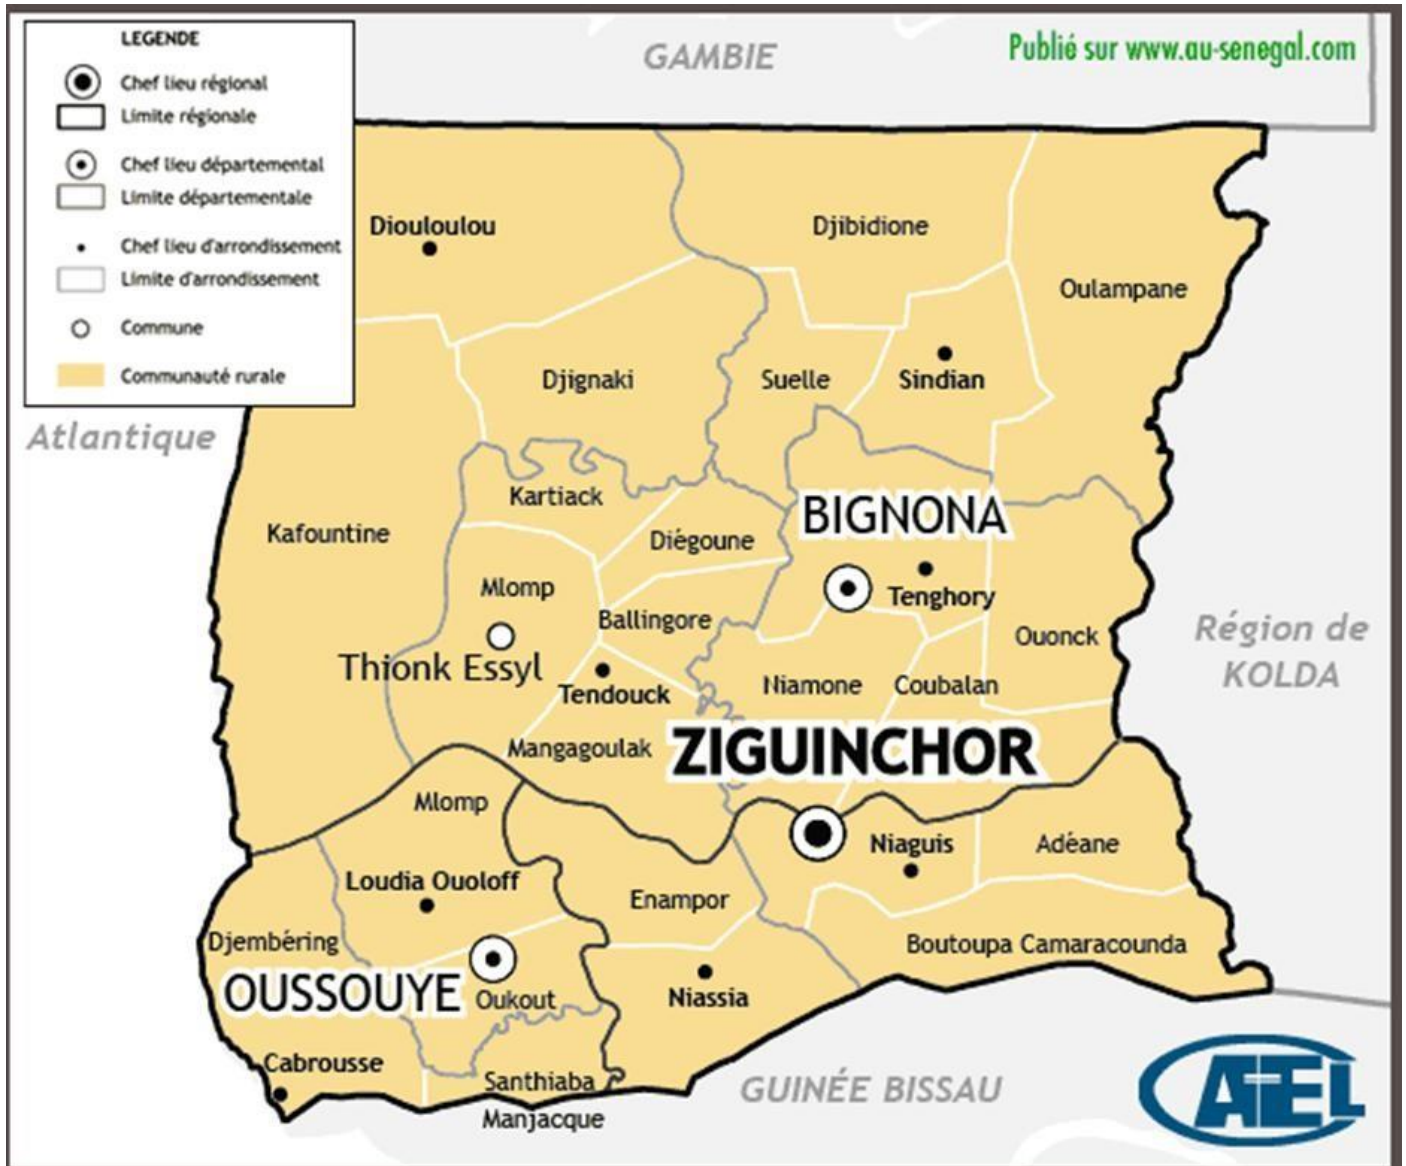 LEGENDE
Chef lieu régional
Limite régionale
Chef lieu départemental
Limite départementale
Chef lieu d'arrondissement
Limite d'arrondissement
Commune
Communauté rurale
GAMBIE
Publié sur www.au-senegal.com
Diouloulou
Djibidione
Oulampane
Djignaki
Suelle
Sindian
Atlantique
Kartiack
Kafountine
Diégoune
BIGNONA
Mlomp
Tenghory
Ballingore
Ouonck
Région de
KOLDA
Thionk Essyl
Tendouck
Niamone
Coubalan
Mangagoulak
ZIGUINCHOR
Mlomp
Niaguis
Adéane
Loudia Ouoloff
Enampor
Djembéring
Boutoupa Camaracounda
OUSSOUYE
Oukout
Niassia
Cabrousse
Santhiaba
Manjacque
GUINÉE BISSAU
ATEL